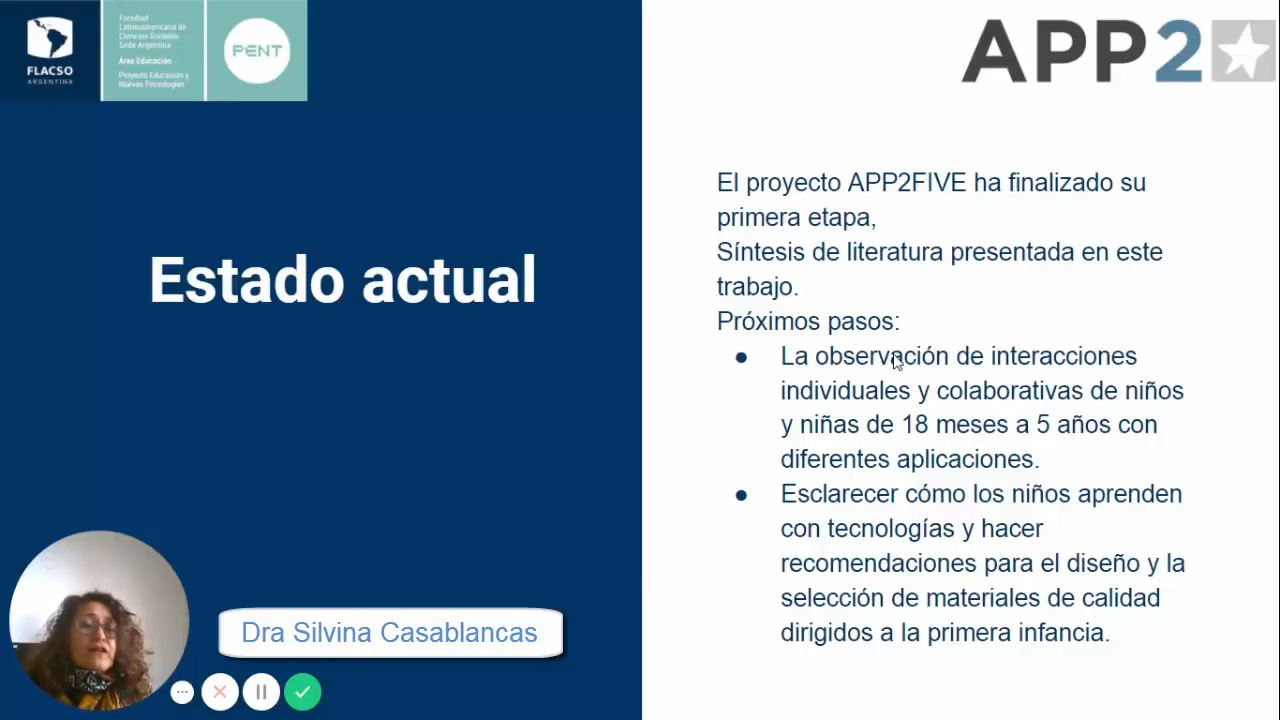 FLACSO
ARGENTINA
Facultad
Latinoamericana de
Ciencias Sociales
Sede Argentina
Área Educación
Proyecto Educación y
Nuevas Tecnologías
PENT
APP2
Estado actual
El proyecto APP2FIVE ha finalizado su
primera etapa,
Síntesis de literatura presentada en este
trabajo.
Próximos pasos:
● La observación de interacciones
individuales y colaborativas de niños
y niñas de 18 meses a 5 años con
diferentes aplicaciones.
● Esclarecer cómo los niños aprenden
con tecnologías y hacer
recomendaciones para el diseño y la
selección de materiales de calidad
dirigidos a la primera infancia.
Dra Silvina Casablancas